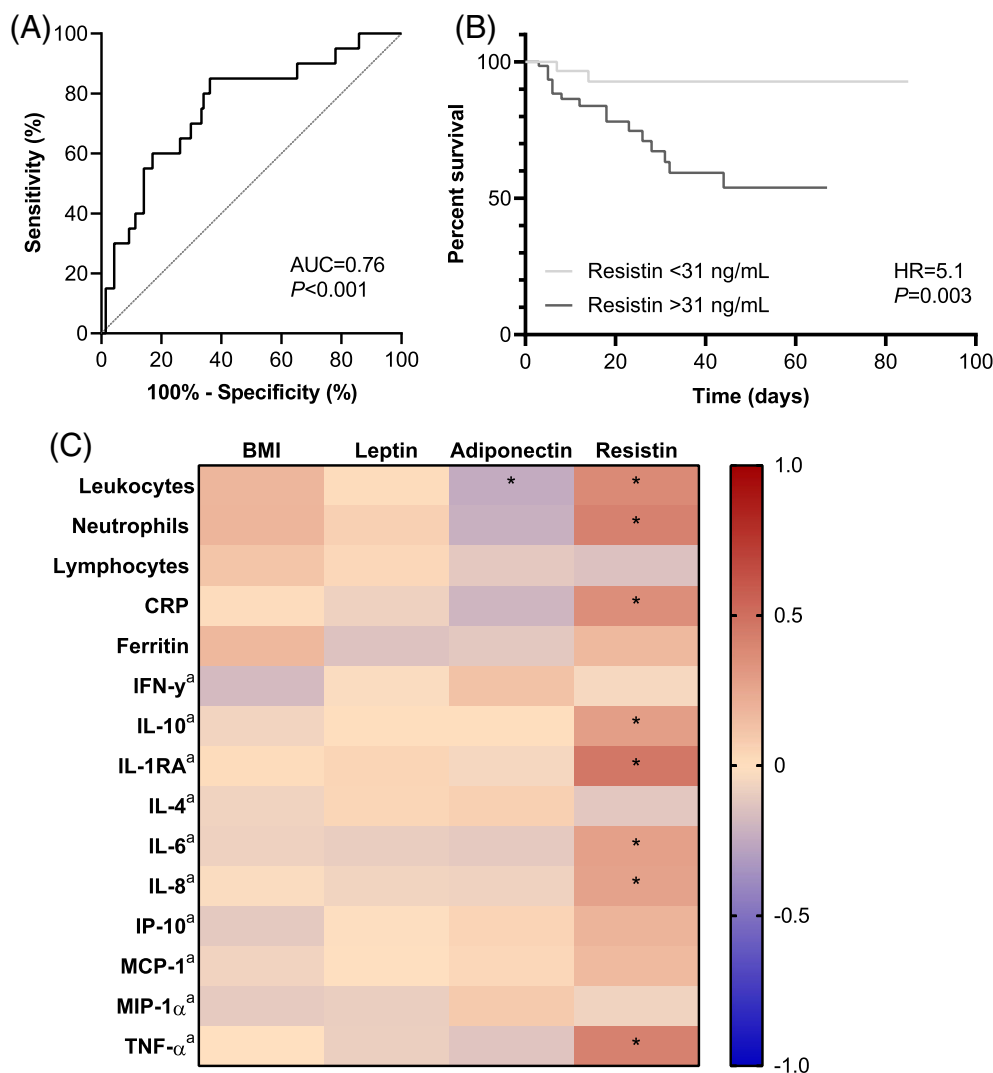 (A)
100
80
60
40
20
0
Sensitivity (%)
AUC=0.76
P<0.001
0 20 40 60 80 100
100% - Specificity (%)
(B)
100
50
0
Percent survival
Resistin <31 ng/mL
Resistin >31 ng/mL
HR=5.1
P=0.003
0 20 40 60 80 100
Time (days)
(C)
BMI Leptin Adiponectin Resistin
Leukocytes * *
Neutrophils *
Lymphocytes
CRP *
Ferritin
IFN-yᵃ
IL-10ᵃ *
IL-1RAᵃ *
IL-4ᵃ
IL-6ᵃ *
IL-8ᵃ *
IP-10ᵃ
MCP-1ᵃ
MIP-1αᵃ
TNF-αᵃ *
1.0
0.5
0
-0.5
-1.0